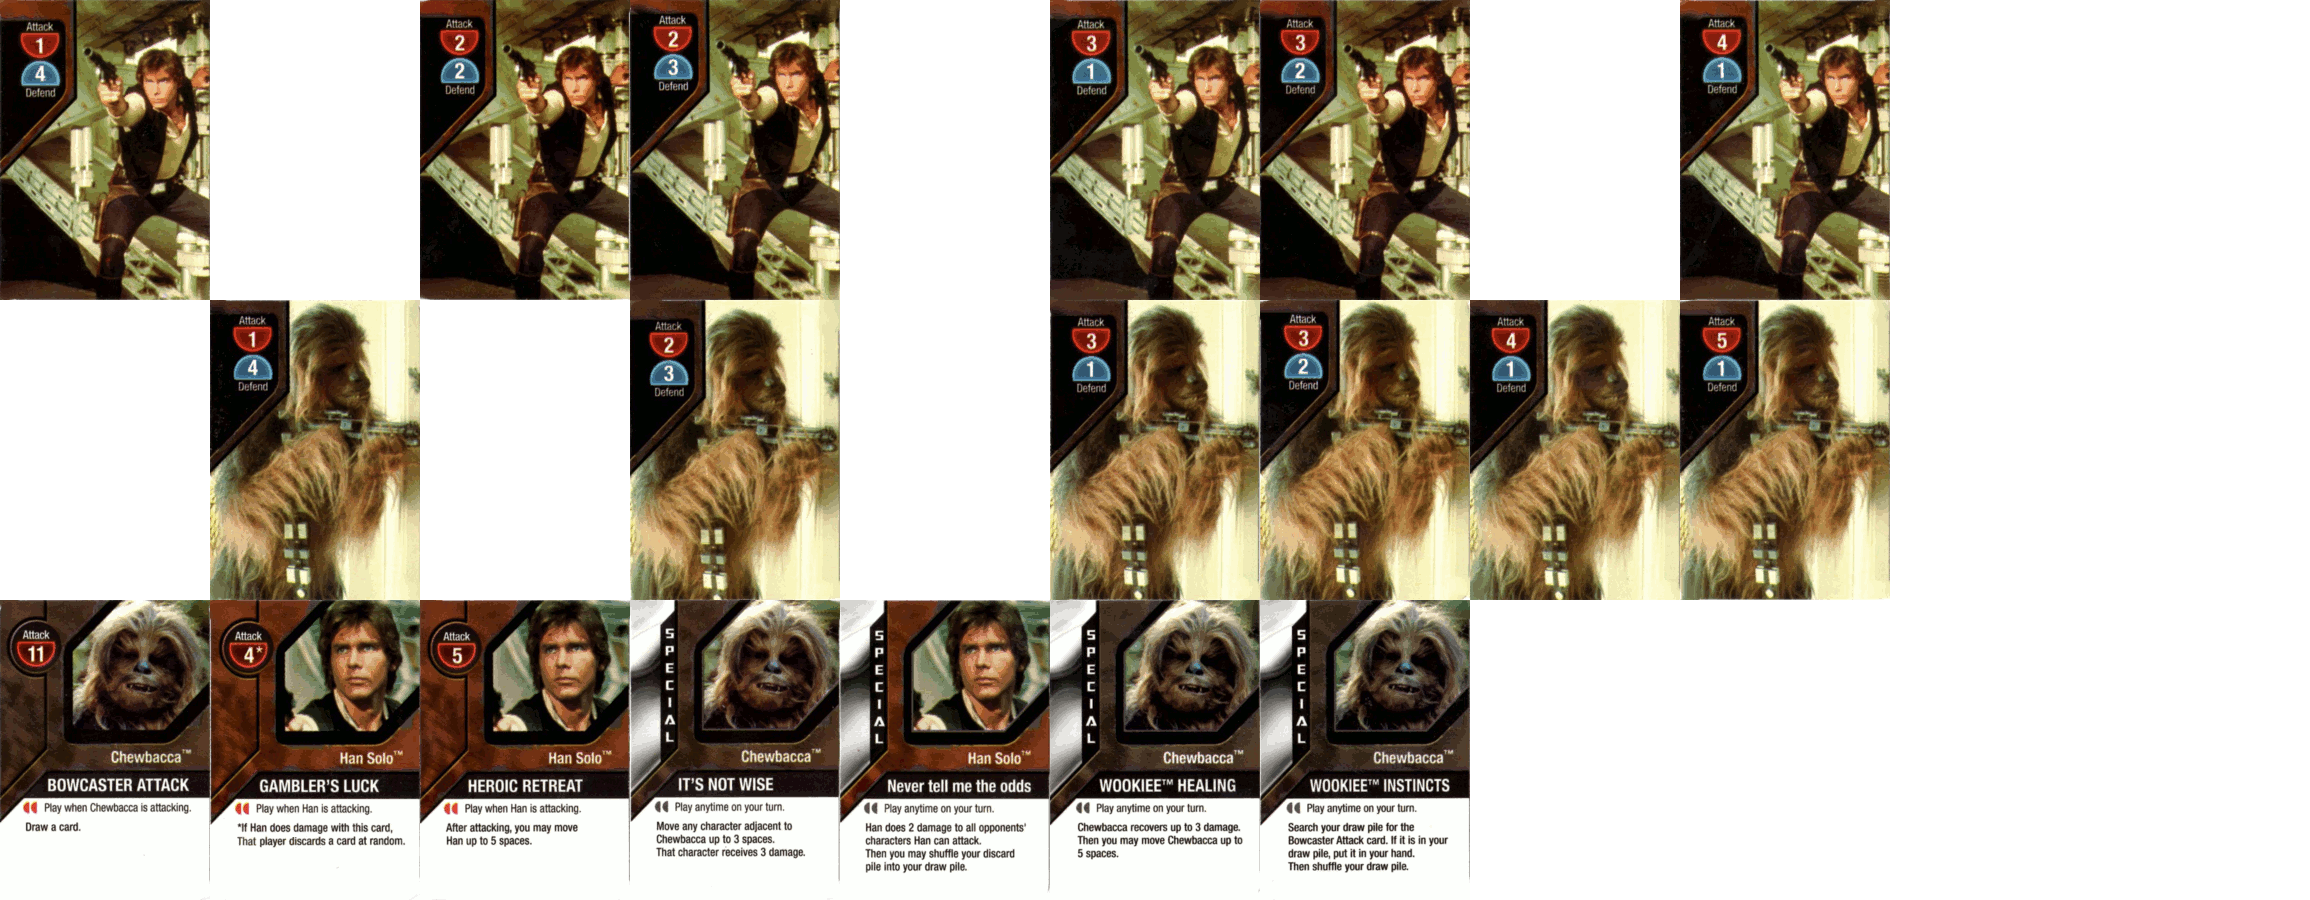 Attack
1
4
Defend
Attack
2
2
Defend
Attack
2
3
Defend
Attack
3
1
Defend
Attack
3
2
Defend
Attack
4
1
Defend
Attack
1
4
Defend
Attack
2
3
Defend
Attack
3
1
Defend
Attack
3
2
Defend
Attack
4
1
Defend
Attack
5
1
Defend
Attack
11
Chewbacca™
BOWCASTER ATTACK
Play when Chewbacca is attacking.
Draw a card.
Attack
4*
Han Solo™
GAMBLER'S LUCK
Play when Han is attacking.
*If Han does damage with this card,
That player discards a card at random.
Attack
5
Han Solo™
HEROIC RETREAT
Play when Han is attacking.
After attacking, you may move
Han up to 5 spaces.
SPECIAL
Chewbacca™
IT'S NOT WISE
Play anytime on your turn.
Move any character adjacent to
Chewbacca up to 3 spaces.
That character receives 3 damage.
SPECIAL
Han Solo™
Never tell me the odds
Play anytime on your turn.
Han does 2 damage to all opponents'
characters Han can attack.
Then you may shuffle your discard
pile into your draw pile.
SPECIAL
Chewbacca™
WOOKIEE™ HEALING
Play anytime on your turn.
Chewbacca recovers up to 3 damage.
Then you may move Chewbacca up to
5 spaces.
SPECIAL
Chewbacca™
WOOKIEE™ INSTINCTS
Play anytime on your turn.
Search your draw pile for the
Bowcaster Attack card. If it is in your
draw pile, put it in your hand.
Then shuffle your draw pile.